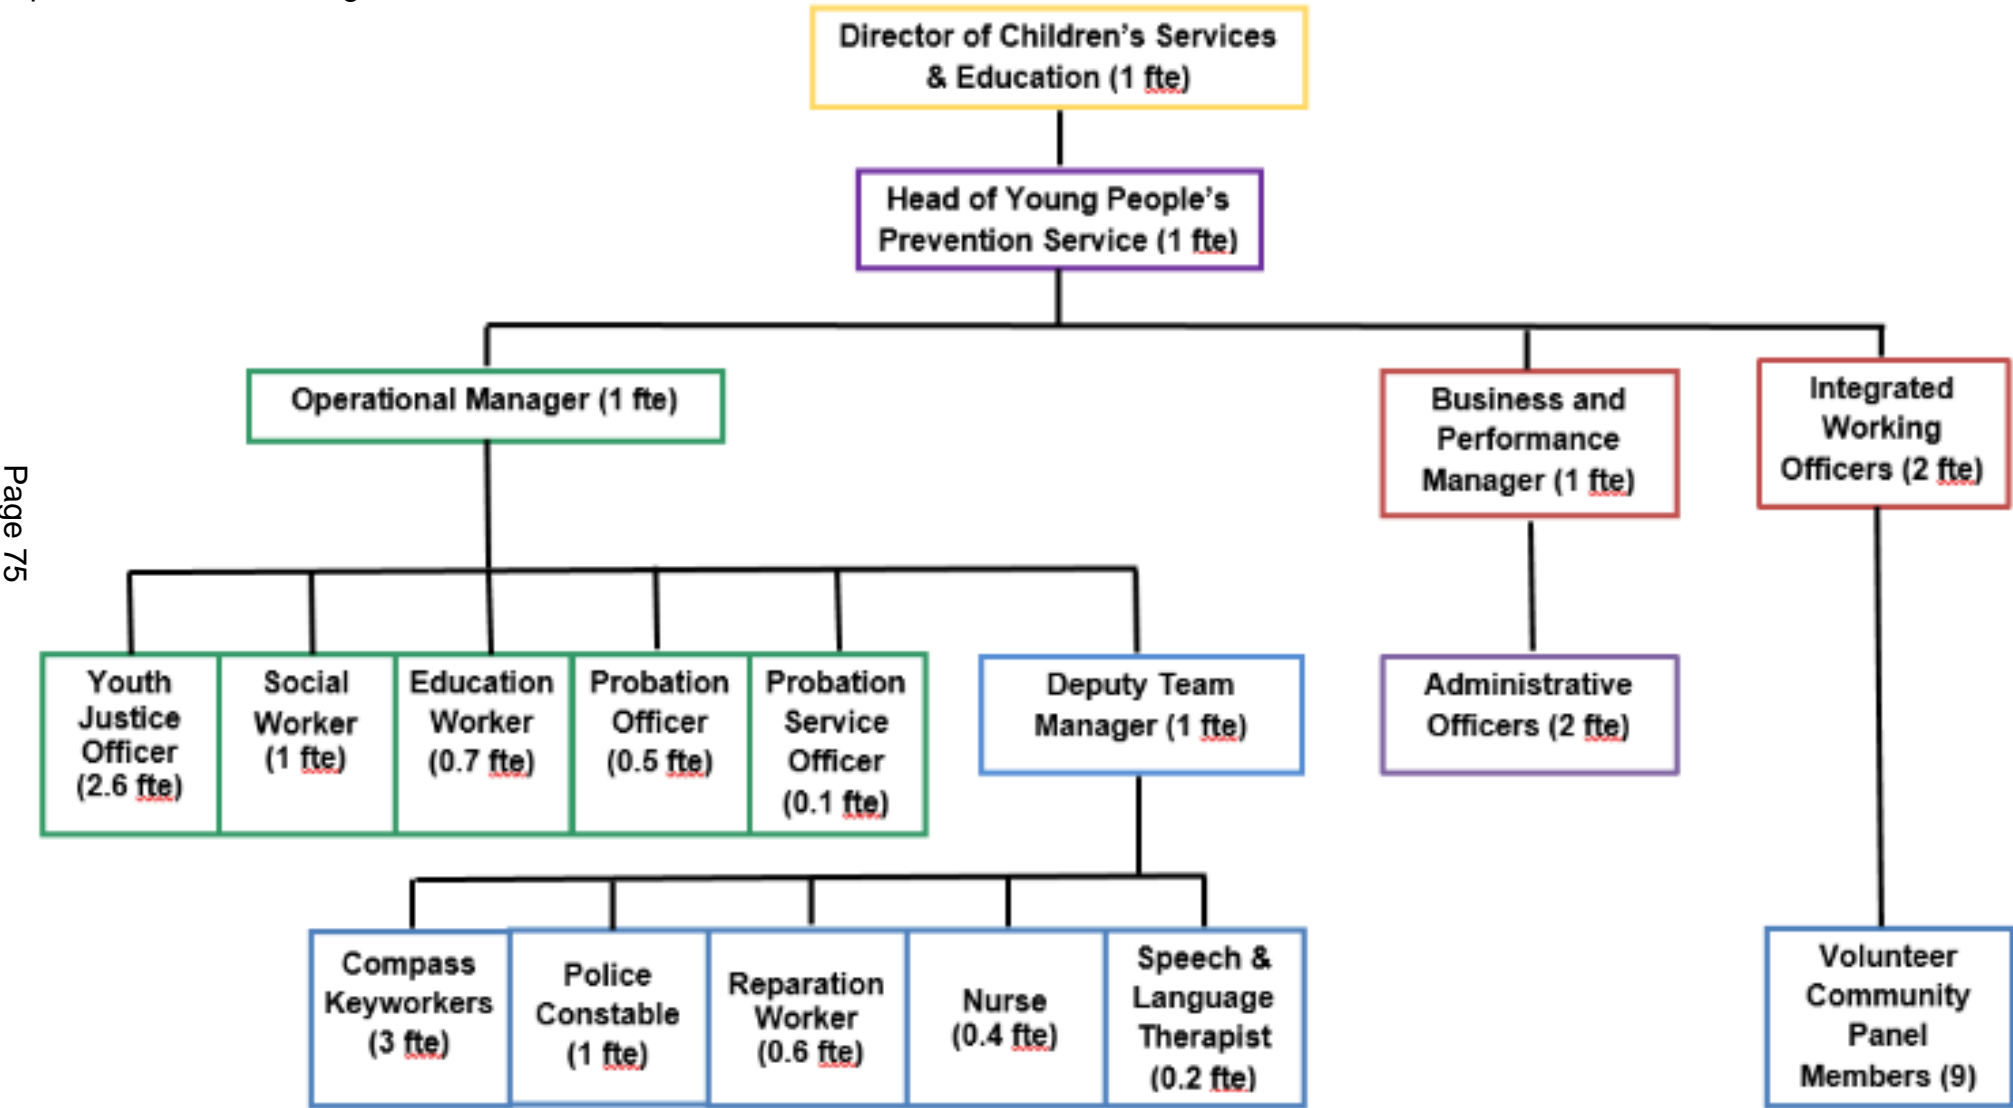 Director of Children's Services
& Education (1 fte)
Head of Young People's
Prevention Service (1 fte)
Operational Manager (1 fte)
Business and
Performance
Manager (1 fte)
Integrated
Working
Officers (2 fte)
Page 75
Youth
Justice
Officer
(2.6 fte)
Social
Worker
(1 fte)
Education
Worker
(0.7 fte)
Probation
Officer
(0.5 fte)
Probation
Service
Officer
(0.1 fte)
Deputy Team
Manager (1 fte)
Administrative
Officers (2 fte)
Compass
Keyworkers
(3 fte)
Police
Constable
(1 fte)
Reparation
Worker
(0.6 fte)
Nurse
(0.4 fte)
Speech &
Language
Therapist
(0.2 fte)
Volunteer
Community
Panel
Members (9)